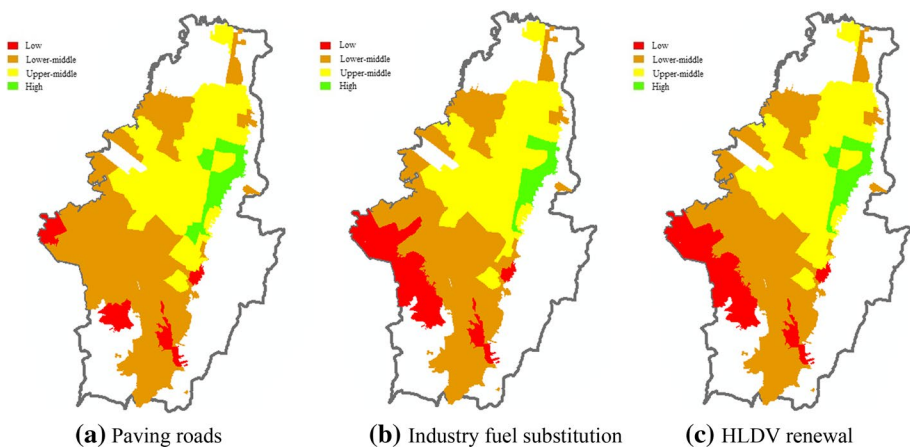 Low
Lower-middle
Upper-middle
High
Low
Lower-middle
Upper-middle
High
Low
Lower-middle
Upper-middle
High
(a) Paving roads
(b) Industry fuel substitution
(c) HLDV renewal